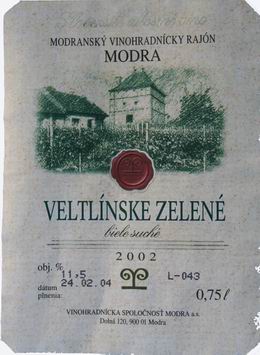 MODRANSKÝ VINOHRADNÍCKY RAJÓN
MODRA
VELTLÍNSKE ZELENÉ
biele suché
2002
obj. % 11,5 L-043
dátum plnenia: 24.02.04
0,75 l
VINOHRADNÍCKA SPOLOČNOSŤ MODRA a.s.
Dolná 120, 900 01 Modra